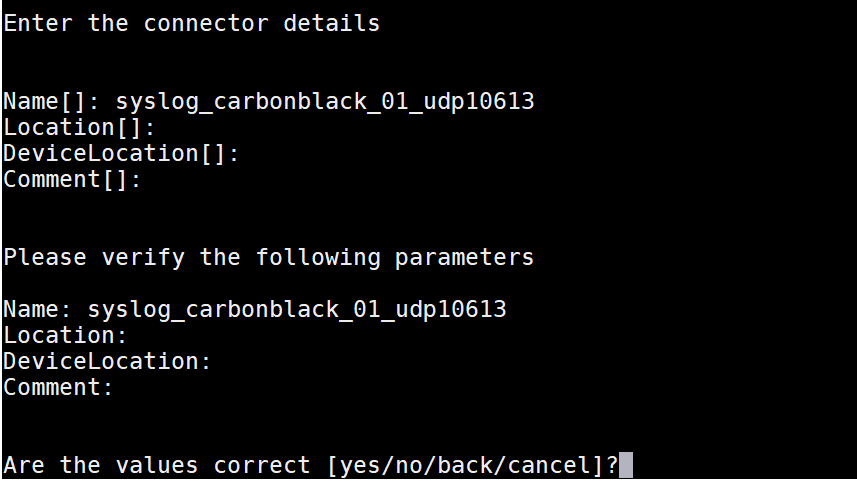 Enter the connector details
Name[]: syslog_carbonblack_01_udp10613
Location[]:
DeviceLocation[]:
Comment[]:
Please verify the following parameters
Name: syslog_carbonblack_01_udp10613
Location:
DeviceLocation:
Comment:
Are the values correct [yes/no/back/cancel]?